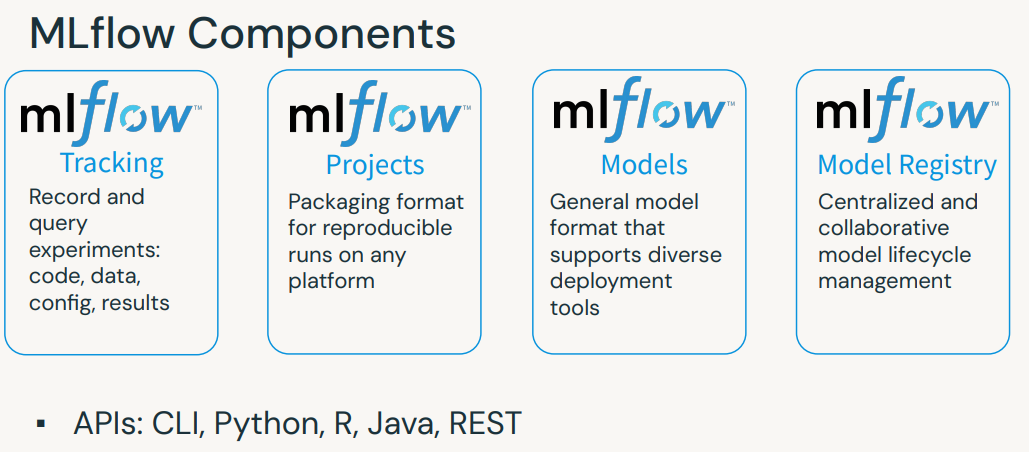 MLflow Components
mlflow™
Tracking
Record and
query
experiments:
code, data,
config, results
mlflow™
Projects
Packaging format
for reproducible
runs on any
platform
mlflow™
Models
General model
format that
supports diverse
deployment
tools
mlflow™
Model Registry
Centralized and
collaborative
model lifecycle
management
▪ APIs: CLI, Python, R, Java, REST